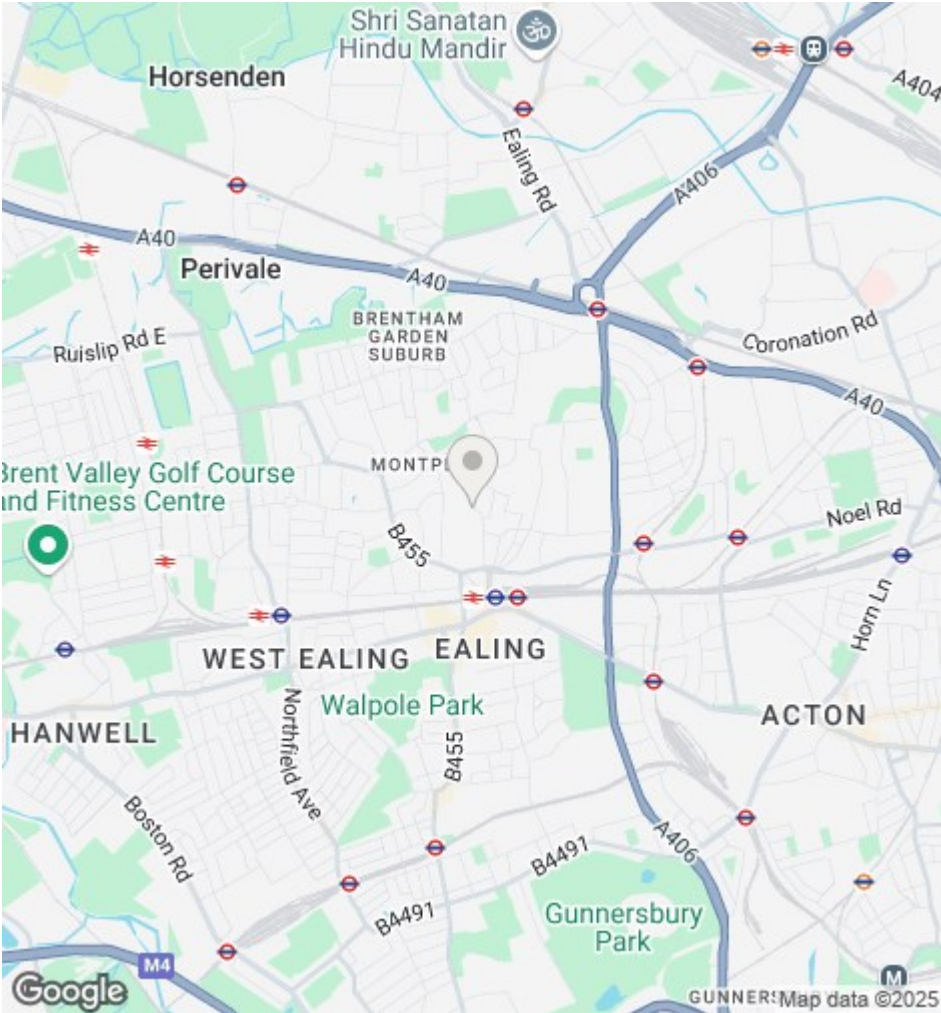 Shri Sanatan
Hindu Mandir
Horsenden
A404
Ealing Rd
A406
A40
Perivale
A40
BRENTHAM
GARDEN
SUBURB
Coronation Rd
Ruislip Rd E
A40
Brent Valley Golf Course
and Fitness Centre
MONTP
Noel Rd
B455
Horn Ln
WEST EALING
EALING
Walpole Park
Northfield Ave
ACTON
HANWELL
B455
Boston Rd
A406
B4491
B4491
Gunnersbury
Park
M4
M
Google
GUNNERS
Map data ©2025